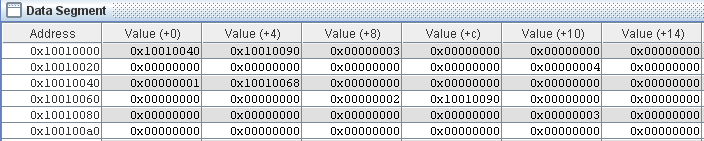 Data Segment
Address Value (+0) Value (+4) Value (+8) Value (+c) Value (+10) Value (+14)
0x10010000 0x10010040 0x10010090 0x00000003 0x00000000 0x00000000 0x00000000
0x10010020 0x00000000 0x00000000 0x00000000 0x00000000 0x00000004 0x00000000
0x10010040 0x00000001 0x10010068 0x00000000 0x00000000 0x00000000 0x00000000
0x10010060 0x00000000 0x00000000 0x00000002 0x10010090 0x00000000 0x00000000
0x10010080 0x00000000 0x00000000 0x00000000 0x00000000 0x00000003 0x00000000
0x100100a0 0x00000000 0x00000000 0x00000000 0x00000000 0x00000000 0x00000000